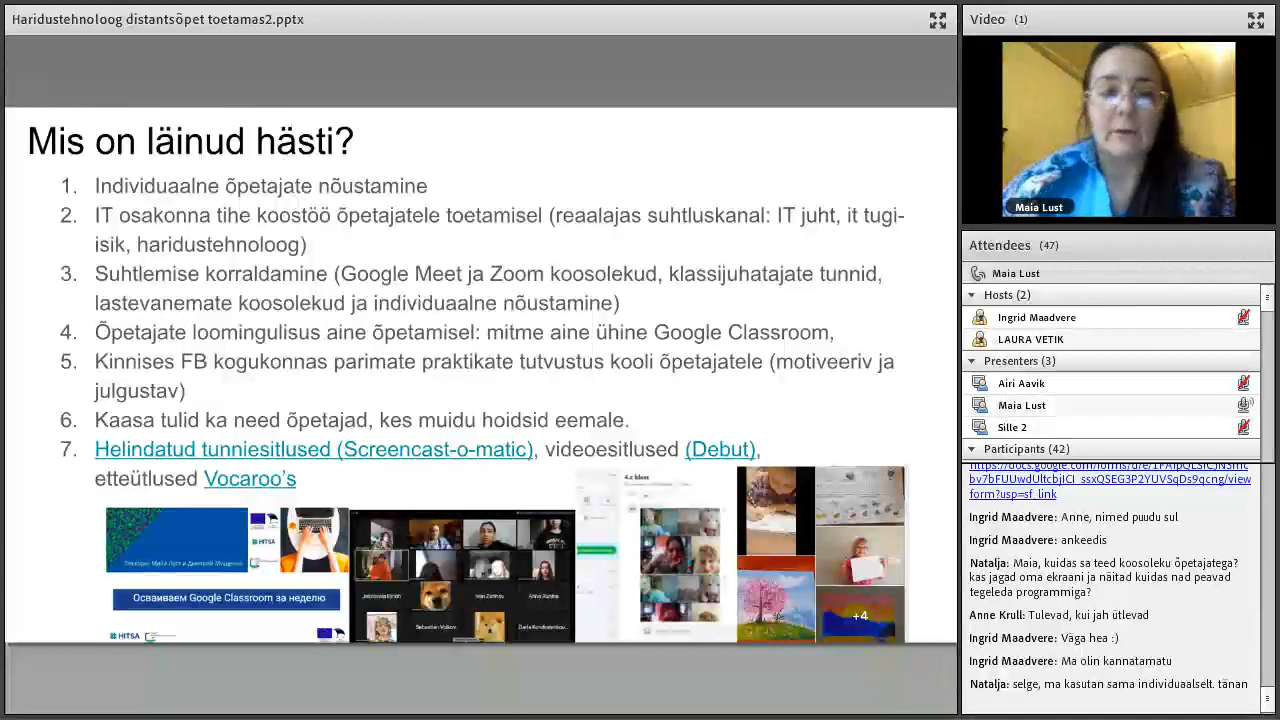 Haridustehnoloog distantsõpet toetamas2.pptx
Mis on läinud hästi?
1. Individuaalne õpetajate nõustamine
2. IT osakonna tihe koostöö õpetajatele toetamisel (reaalajas suhtluskanal: IT juht, it tugi-
isik, haridustehnoloog)
3. Suhtlemise korraldamine (Google Meet ja Zoom koosolekud, klassijuhatajate tunnid,
lastevanemate koosolekud ja individuaalne nõustamine)
4. Õpetajate loomingulisus aine õpetamisel: mitme aine ühine Google Classroom,
5. Kinnises FB kogukonnas parimate praktikate tutvustus kooli õpetajatele (motiveeriv ja
julgustav)
6. Kaasa tulid ka need õpetajad, kes muidu hoidsid eemale.
7. Helindatud tunniesitlused (Screencast-o-matic), videoesitlused (Debut),
etteütlused Vocaroo's
HITSA
Осваиваем Google Classroom за неделю
HITSA
4.c klass
+4
Video (1)
Maia Lust
Attendees (47)
Maia Lust
Hosts (2)
Ingrid Maadvere
LAURA VETIK
Presenters (3)
Airi Aavik
Maia Lust
Sille 2
Participants (42)
form?usp=sf_link
Ingrid Maadvere: Anne, nimed puudu sul
Ingrid Maadvere: ankeedis
Natalja: Maia, kuidas sa teed koosoleku õpetajatega?
kas jagad oma ekraani ja näitad kuidas nad peavad
tegeleda programmiga?
Anne Krull: Tulevad, kui jah ütlevad
Ingrid Maadvere: Väga hea :)
Ingrid Maadvere: Ma olin kannatamatu
Natalja: selge, ma kasutan sama individuaalselt. tänan